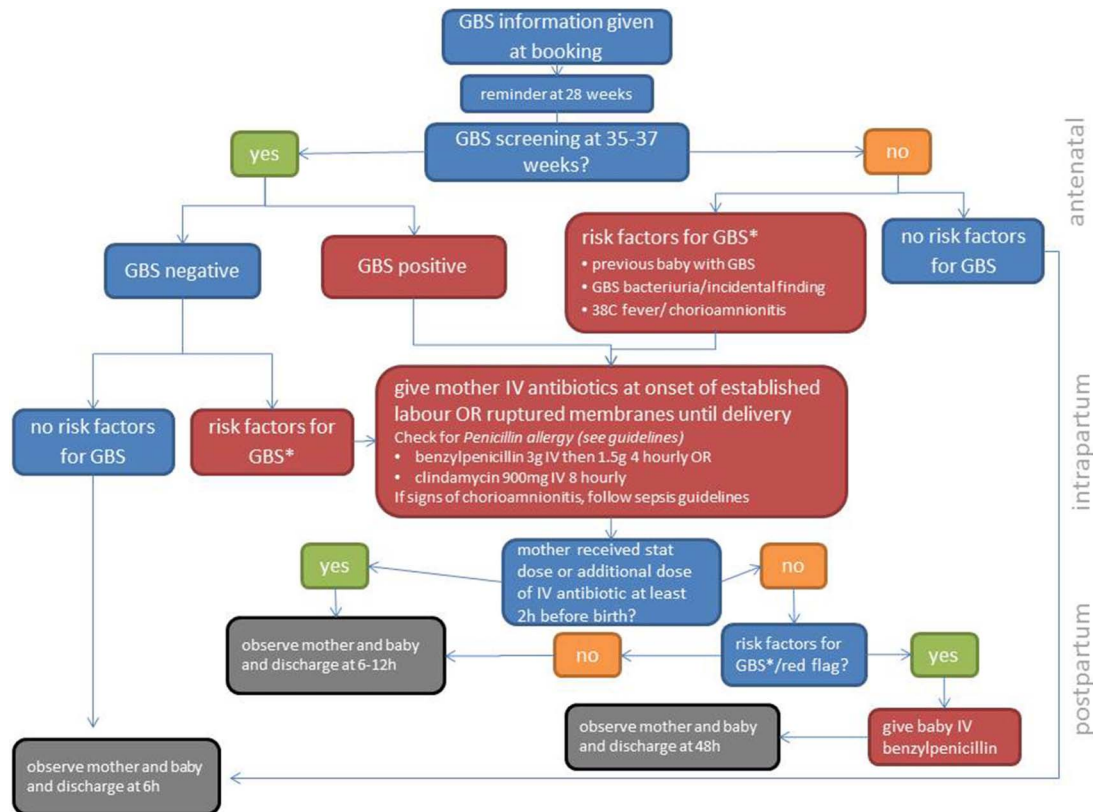 GBS information given
at booking
reminder at 28 weeks
GBS screening at 35-37
weeks?
yes
no
antenatal
GBS negative
GBS positive
risk factors for GBS*
• previous baby with GBS
• GBS bacteriuria/incidental finding
• 38C fever/ chorioamnionitis
no risk factors
for GBS
no risk factors
for GBS
risk factors for
GBS*
give mother IV antibiotics at onset of established
labour OR ruptured membranes until delivery
Check for Penicillin allergy (see guidelines)
• benzylpenicillin 3g IV then 1.5g 4 hourly OR
• clindamycin 900mg IV 8 hourly
If signs of chorioamnionitis, follow sepsis guidelines
intrapartum
yes
mother received stat
dose or additional dose
of IV antibiotic at least
2h before birth?
no
observe mother and baby
and discharge at 6-12h
no
risk factors for
GBS*/red flag?
yes
postpartum
observe mother and baby
and discharge at 48h
give baby IV
benzylpenicillin
observe mother and baby
and discharge at 6h